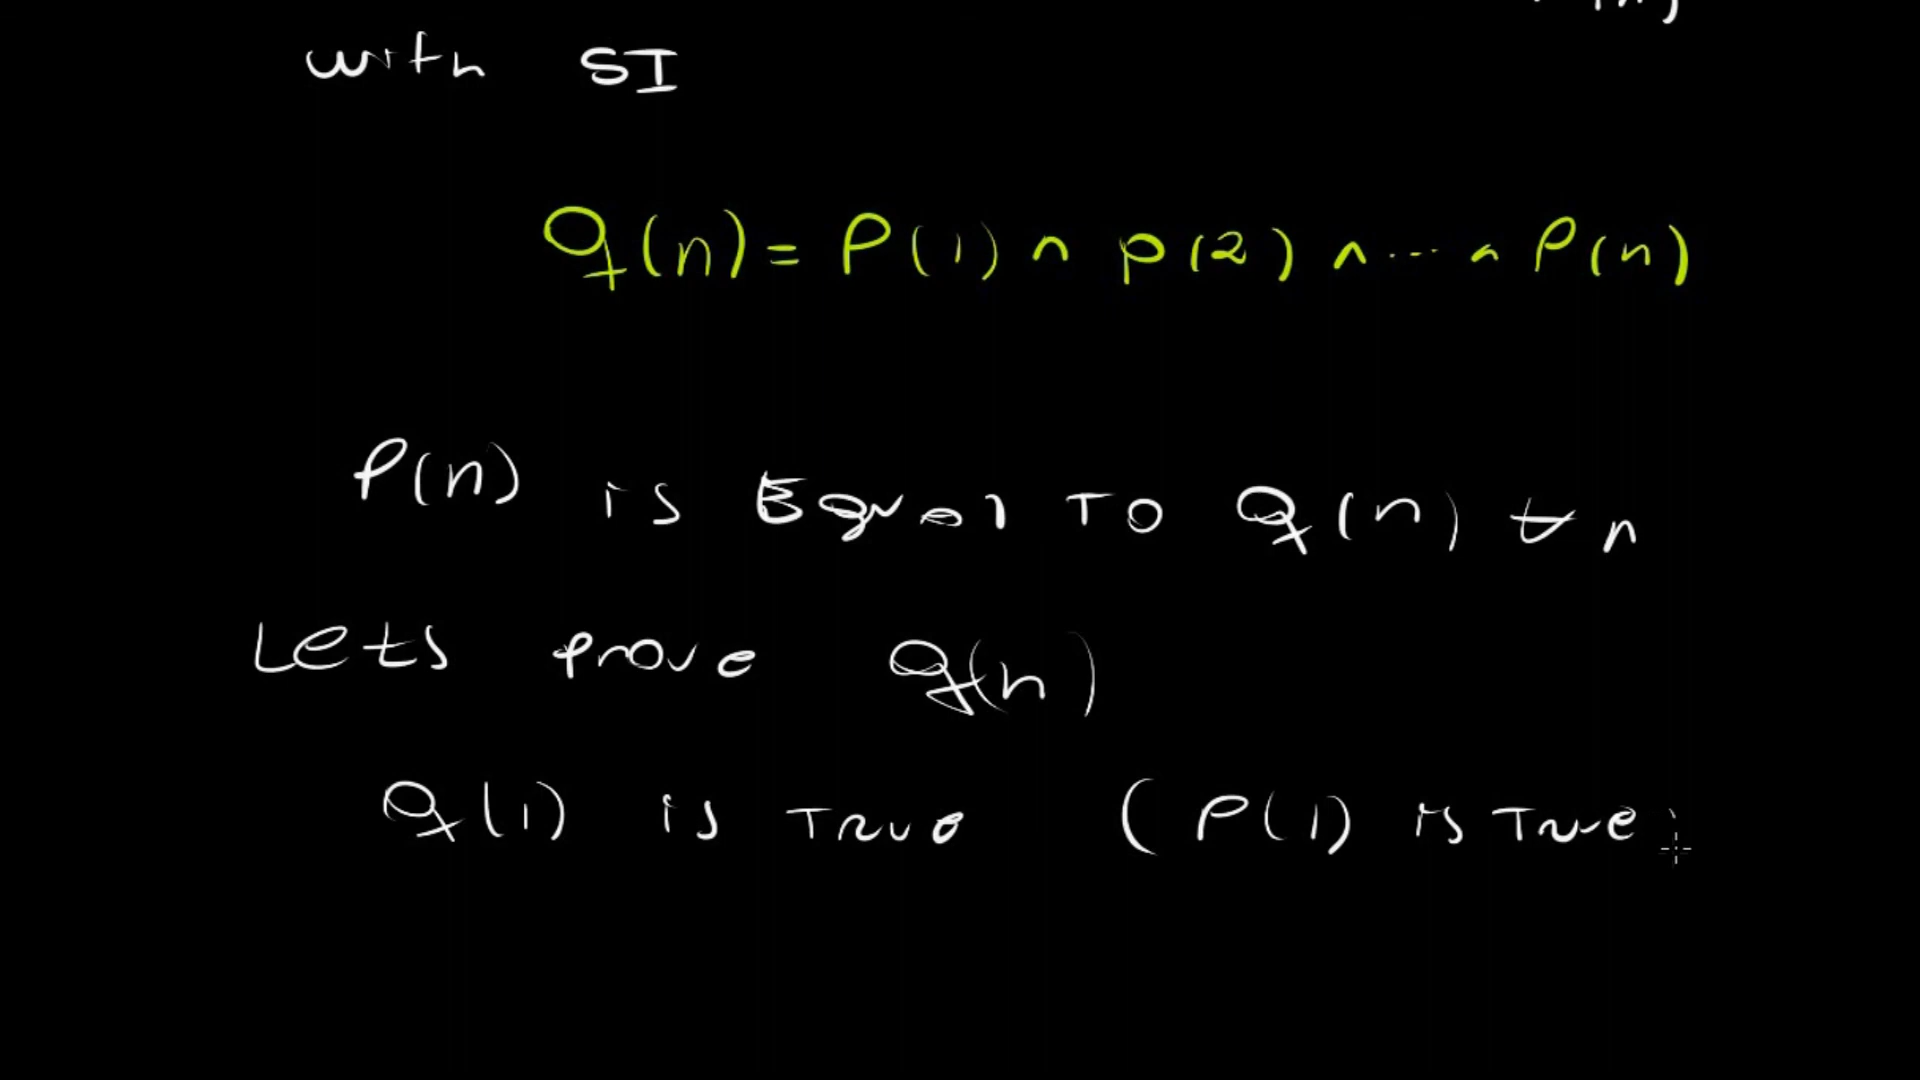 with SI
Q(n) = P(1) ∧ P(2) ∧ ... ∧ P(n)
P(n) is Equal TO Q(n) ∀ n
Lets prove Q(n)
Q(1) is True ( P(1) is True )